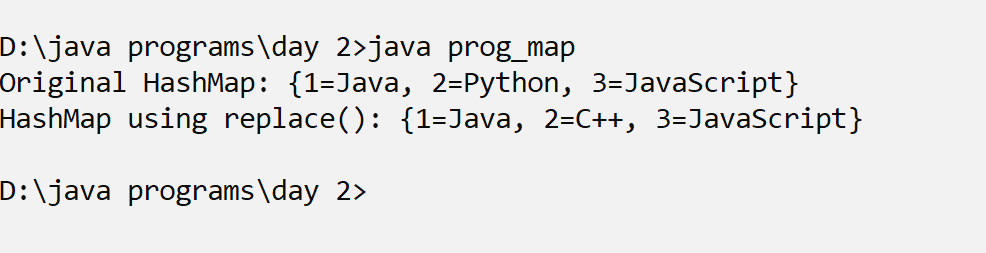 D:\java programs\day 2>java prog_map
Original HashMap: {1=Java, 2=Python, 3=JavaScript}
HashMap using replace(): {1=Java, 2=C++, 3=JavaScript}
D:\java programs\day 2>